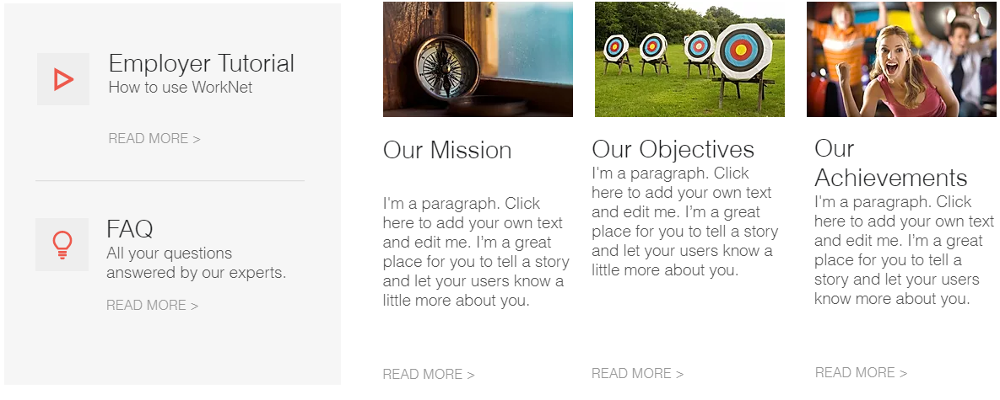 Employer Tutorial
How to use WorkNet
READ MORE >
FAQ
All your questions
answered by our experts.
READ MORE >
Our Mission
I'm a paragraph. Click
here to add your own text
and edit me. I’m a great
place for you to tell a story
and let your users know a
little more about you.
READ MORE >
Our Objectives
I'm a paragraph. Click
here to add your own text
and edit me. I’m a great
place for you to tell a story
and let your users know a
little more about you.
READ MORE >
Our
Achievements
I'm a paragraph. Click
here to add your own text
and edit me. I’m a great
place for you to tell a
story and let your users
know more about you.
READ MORE >